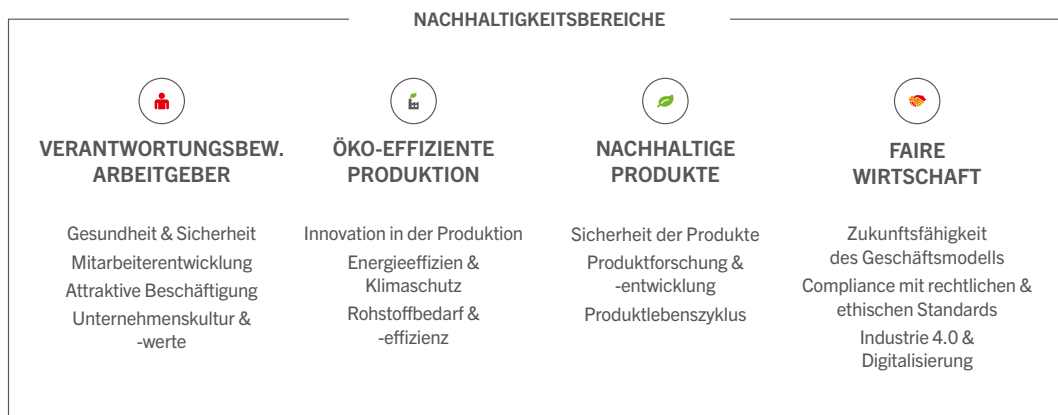 NACHHALTIGKEITSBEREICHE
VERANTWORTUNGSBEW.
ARBEITGEBER
Gesundheit & Sicherheit
Mitarbeiterentwicklung
Attraktive Beschäftigung
Unternehmenskultur &
-werte
ÖKO-EFFIZIENTE
PRODUKTION
Innovation in der Produktion
Energieeffizien &
Klimaschutz
Rohstoffbedarf &
-effizienz
NACHHALTIGE
PRODUKTE
Sicherheit der Produkte
Produktforschung &
-entwicklung
Produktlebenszyklus
FAIRE
WIRTSCHAFT
Zukunftsfähigkeit
des Geschäftsmodells
Compliance mit rechtlichen &
ethischen Standards
Industrie 4.0 &
Digitalisierung